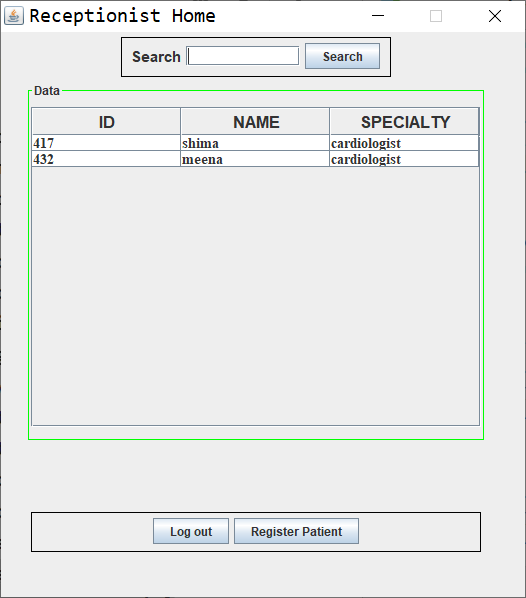 Receptionist Home
Search Search
Data
ID NAME SPECIALTY
417 shima cardiologist
432 meena cardiologist
Log out Register Patient